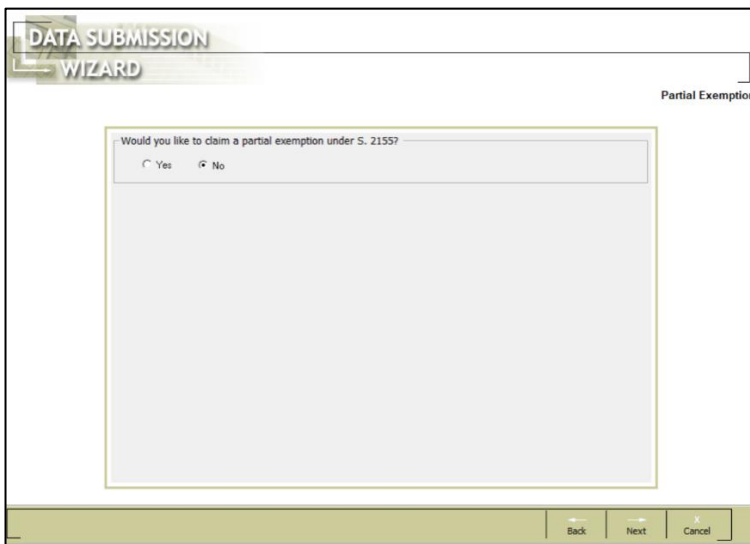 DATA SUBMISSION
WIZARD
Partial Exemption
Would you like to claim a partial exemption under S. 2155?
Yes No
Back Next X Cancel